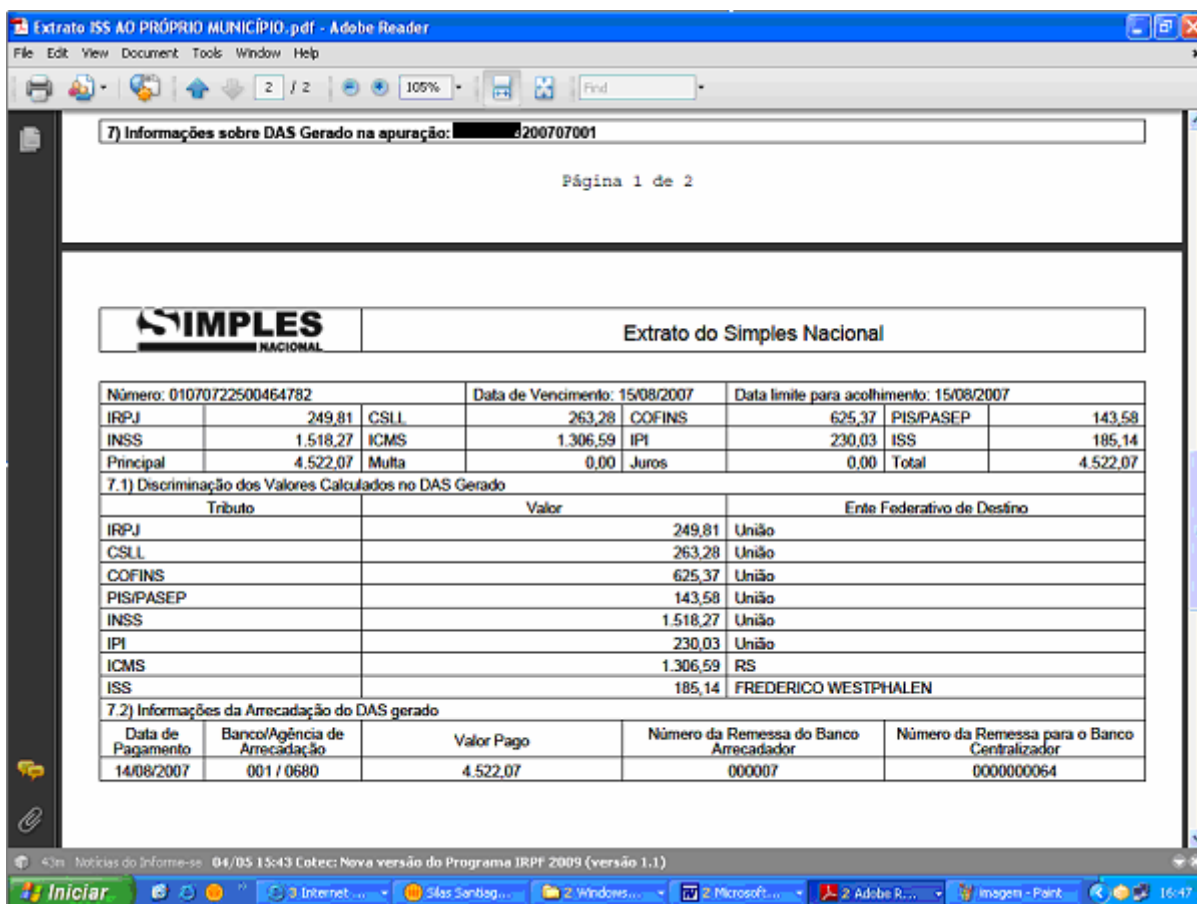 Extrato ISS AO PRÓPRIO MUNICÍPIO.pdf - Adobe Reader
File Edit View Document Tools Window Help
2 / 2 105% Find
7) Informações sobre DAS Gerado na apuração: 200707001
Página 1 de 2
SIMPLES NACIONAL Extrato do Simples Nacional
Número: 01070722500464782 Data de Vencimento: 15/08/2007 Data limite para acolhimento: 15/08/2007
IRPJ 249,81 CSLL 263,28 COFINS 625,37 PIS/PASEP 143,58
INSS 1.518,27 ICMS 1.306,59 IPI 230,03 ISS 185,14
Principal 4.522,07 Multa 0,00 Juros 0,00 Total 4.522,07
7.1) Discriminação dos Valores Calculados no DAS Gerado
Tributo Valor Ente Federativo de Destino
IRPJ 249,81 União
CSLL 263,28 União
COFINS 625,37 União
PIS/PASEP 143,58 União
INSS 1.518,27 União
IPI 230,03 União
ICMS 1.306,59 RS
ISS 185,14 FREDERICO WESTPHALEN
7.2) Informações da Arrecadação do DAS gerado
Data de Pagamento Banco/Agência de Arrecadação Valor Pago Número da Remessa do Banco Arrecadador Número da Remessa para o Banco Centralizador
14/08/2007 001 / 0680 4.522,07 000007 0000000064
43m Notícias do Informe-se 04/05 15:43 Cotec: Nova versão do Programa IRPF 2009 (versão 1.1)
Iniciar 3 Internet ... Silas Santiag... 2 Windows... 2 Microsoft... 2 Adobe R... imagem - Paint 16:47